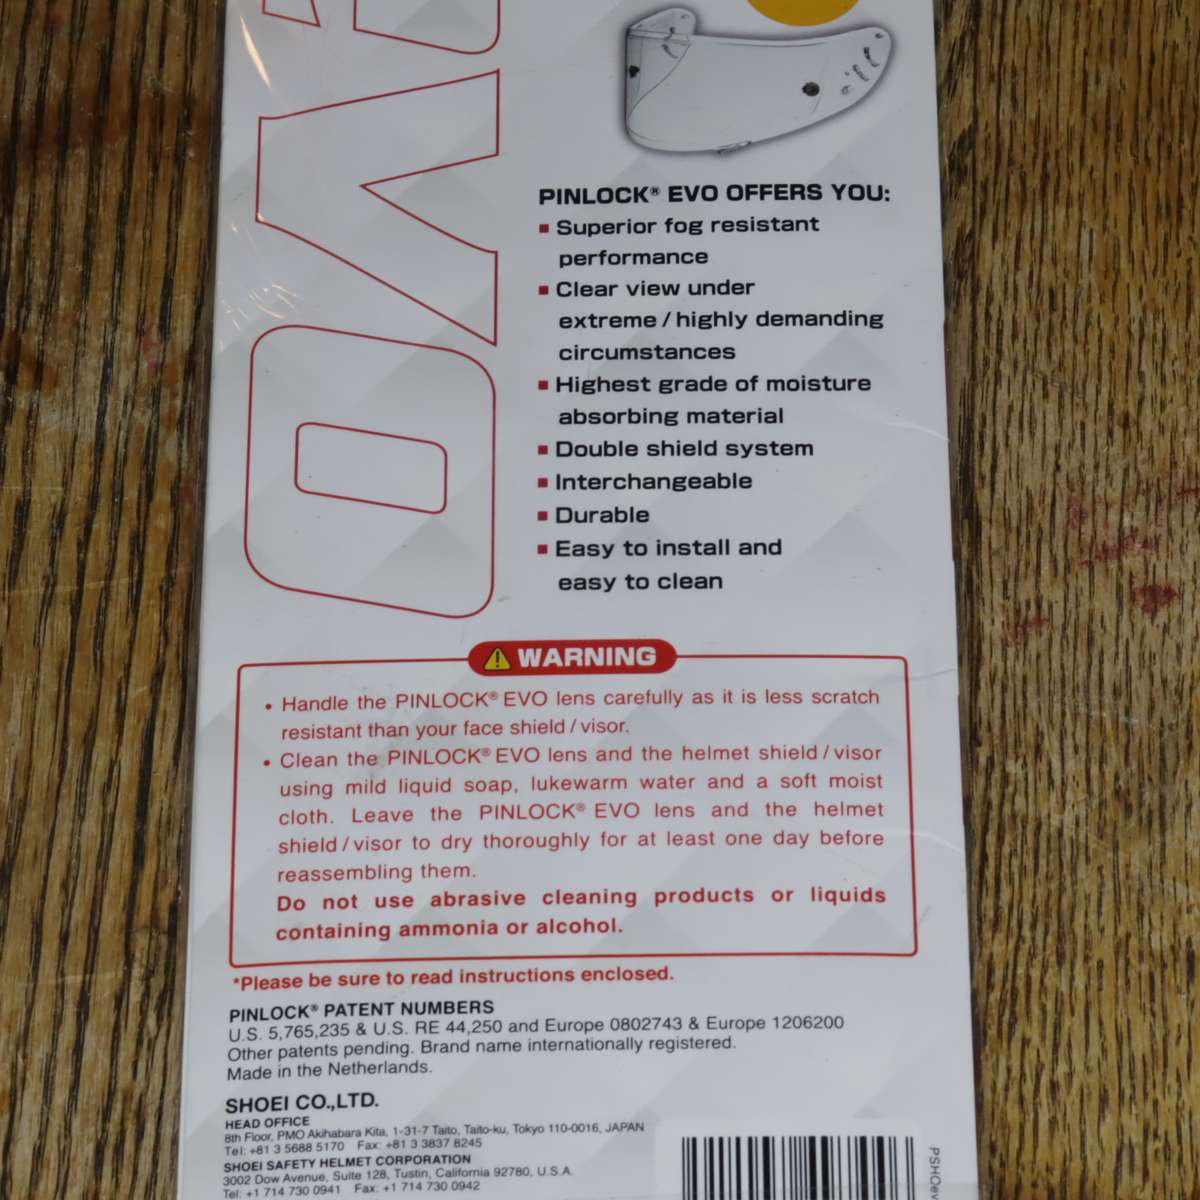 EVO
PINLOCK® EVO OFFERS YOU:
Superior fog resistant
performance
Clear view under
extreme / highly demanding
circumstances
Highest grade of moisture
absorbing material
Double shield system
Interchangeable
Durable
Easy to install and
easy to clean
WARNING
• Handle the PINLOCK® EVO lens carefully as it is less scratch
resistant than your face shield / visor.
• Clean the PINLOCK® EVO lens and the helmet shield / visor
using mild liquid soap, lukewarm water and a soft moist
cloth. Leave the PINLOCK® EVO lens and the helmet
shield / visor to dry thoroughly for at least one day before
reassembling them.
Do not use abrasive cleaning products or liquids
containing ammonia or alcohol.
*Please be sure to read instructions enclosed.
PINLOCK® PATENT NUMBERS
U.S. 5,765,235 & U.S. RE 44,250 and Europe 0802743 & Europe 1206200
Other patents pending. Brand name internationally registered.
Made in the Netherlands.
SHOEI CO.,LTD.
HEAD OFFICE
8th Floor, PMO Akihabara Kita, 1-31-7 Taito, Taito-ku, Tokyo 110-0016, JAPAN
Tel: +81 3 5688 5170 Fax: +81 3 3837 8245
SHOEI SAFETY HELMET CORPORATION
3002 Dow Avenue, Suite 128, Tustin, California 92780, U.S.A.
Tel: +1 714 730 0941 Fax: +1 714 730 0942
PSHOev